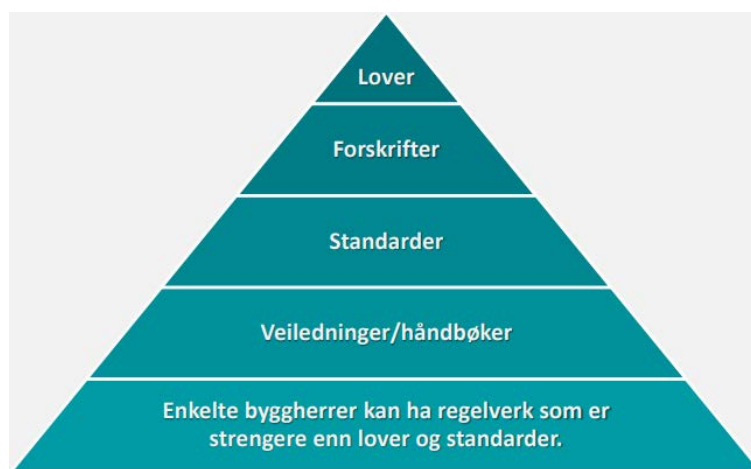 Lover
Forskrifter
Standarder
Veiledninger/håndbøker
Enkelte byggherrer kan ha regelverk som er
strengere enn lover og standarder.